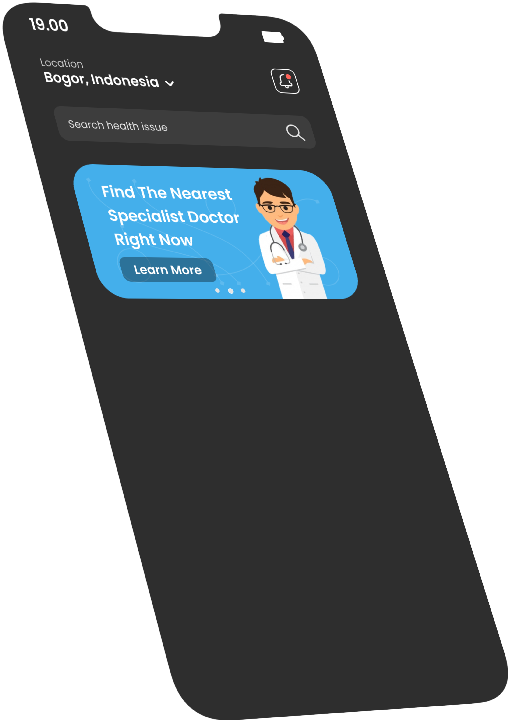 19.00
Location
Bogor, Indonesia
Search health issue
Find The Nearest
Specialist Doctor
Right Now
Learn More